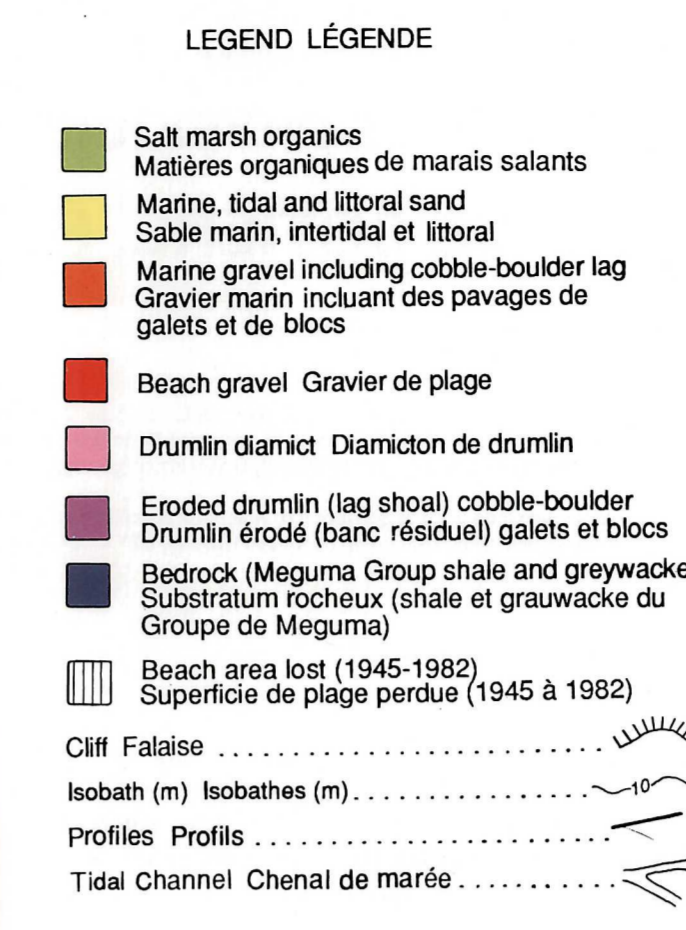 LEGEND LÉGENDE
Salt marsh organics
Matières organiques de marais salants
Marine, tidal and littoral sand
Sable marin, intertidal et littoral
Marine gravel including cobble-boulder lag
Gravier marin incluant des pavages de
galets et de blocs
Beach gravel Gravier de plage
Drumlin diamict Diamicton de drumlin
Eroded drumlin (lag shoal) cobble-boulder
Drumlin érodé (banc résiduel) galets et blocs
Bedrock (Meguma Group shale and greywacke
Substratum rocheux (shale et grauwacke du
Groupe de Meguma)
Beach area lost (1945-1982)
Superficie de plage perdue (1945 à 1982)
Cliff Falaise
Isobath (m) Isobathes (m) 10
Profiles Profils
Tidal Channel Chenal de marée